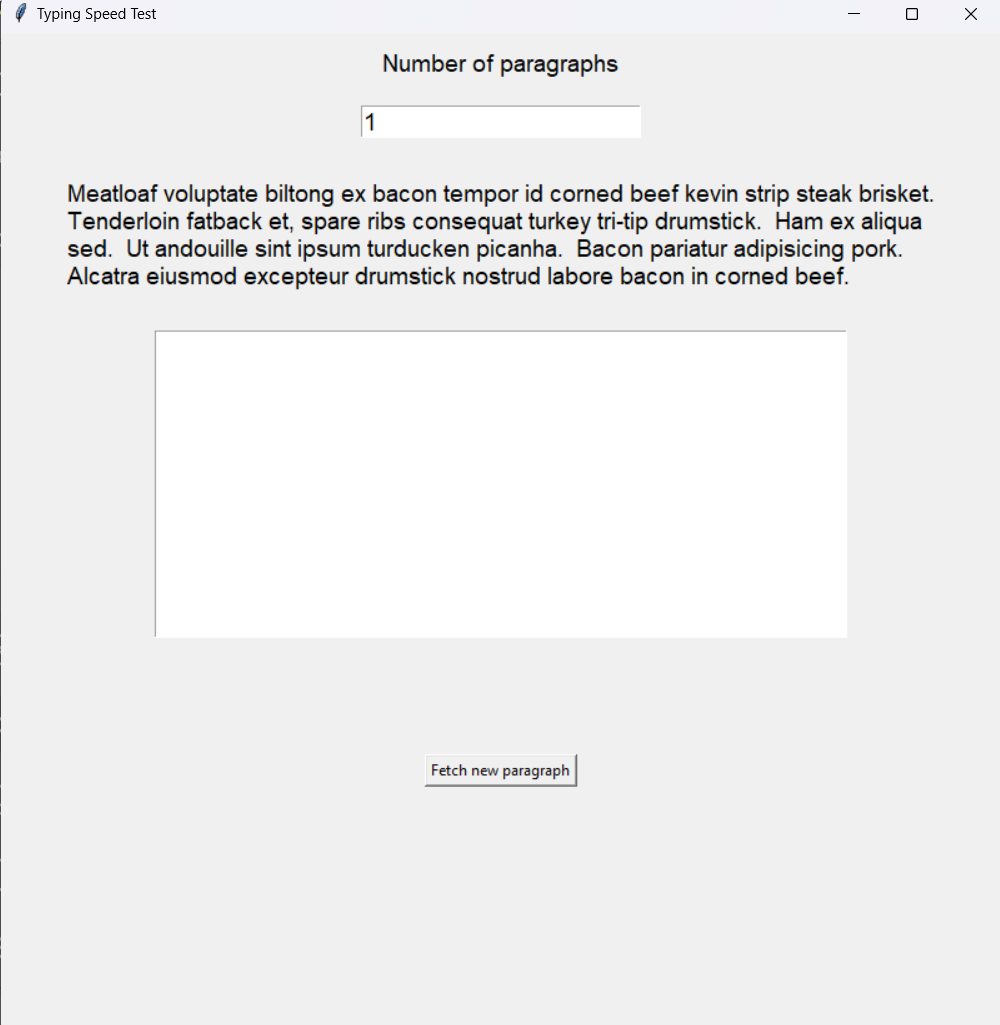 Typing Speed Test
Number of paragraphs
1
Meatloaf voluptate biltong ex bacon tempor id corned beef kevin strip steak brisket.
Tenderloin fatback et, spare ribs consequat turkey tri-tip drumstick.  Ham ex aliqua
sed.  Ut andouille sint ipsum turducken picanha.  Bacon pariatur adipisicing pork.
Alcatra eiusmod excepteur drumstick nostrud labore bacon in corned beef.
Fetch new paragraph